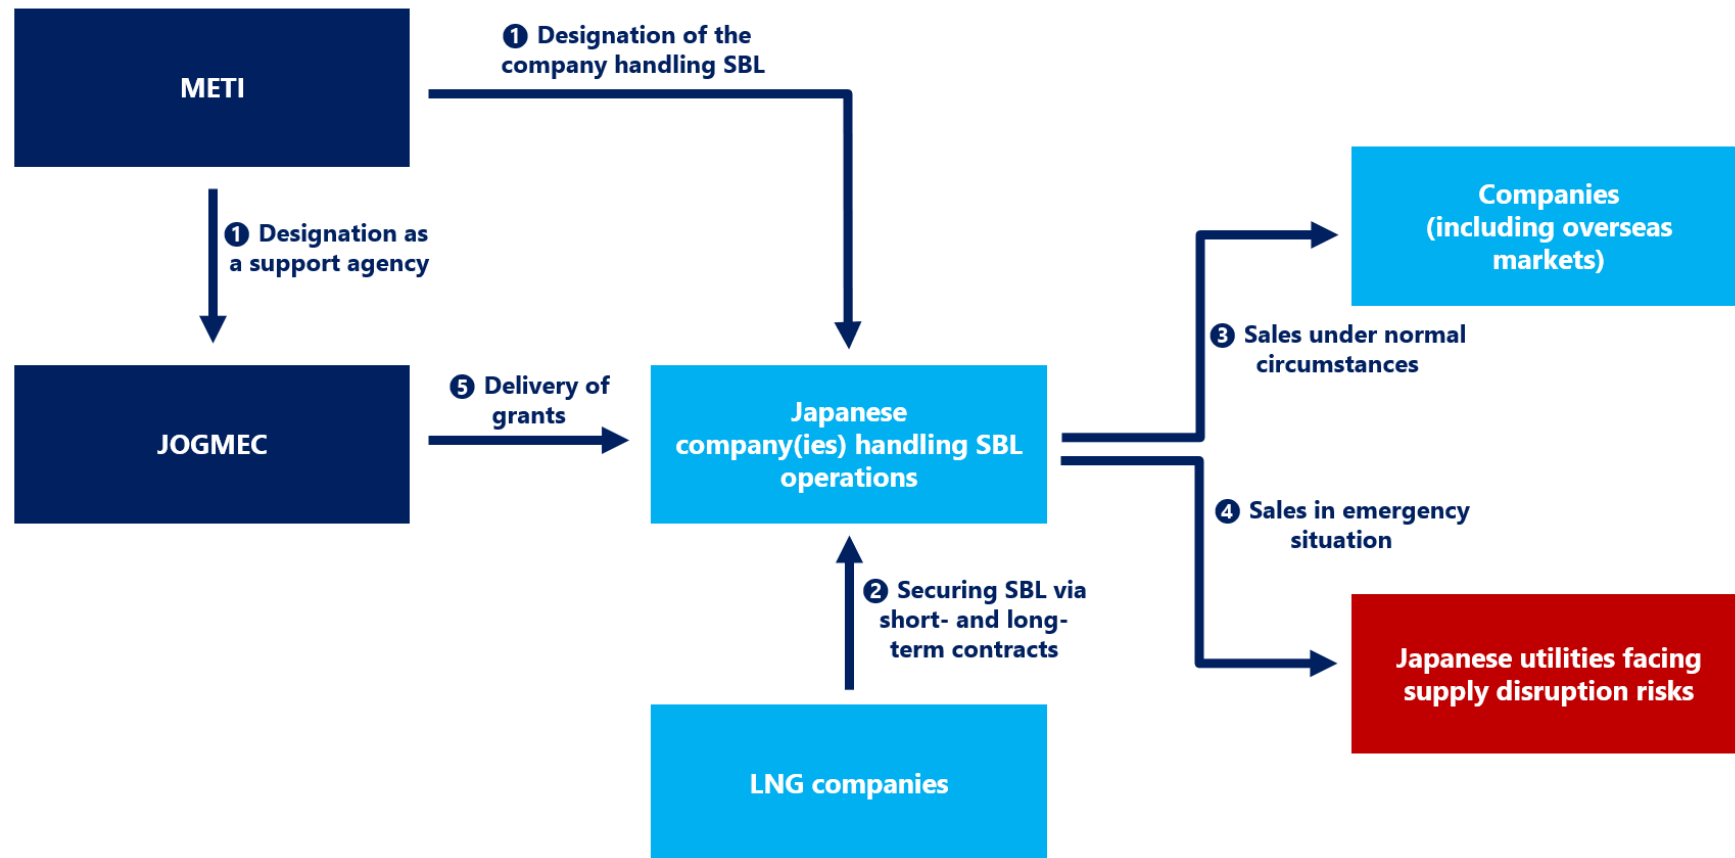 METI
❶ Designation of the
company handling SBL
❶ Designation as
a support agency
JOGMEC
❺ Delivery of
grants
Japanese
company(ies) handling SBL
operations
❷ Securing SBL via
short- and long-
term contracts
LNG companies
Companies
(including overseas
markets)
❸ Sales under normal
circumstances
❹ Sales in emergency
situation
Japanese utilities facing
supply disruption risks